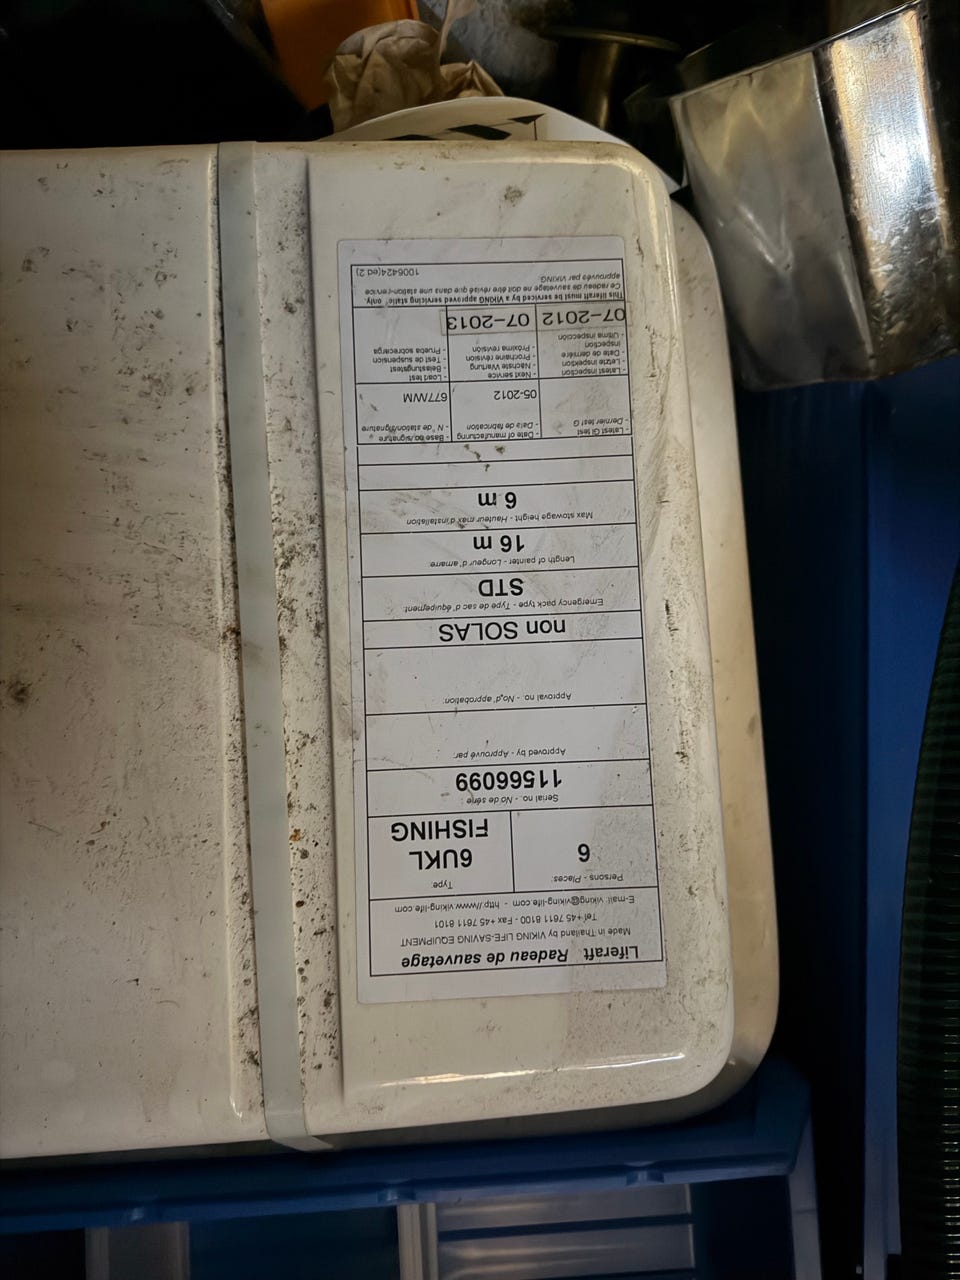 Liferaft Radeau de sauvetage
Made in Thailand by VIKING LIFE-SAVING EQUIPMENT
Tel +45 7611 8100 - Fax +45 7611 8101
E-mail: viking@viking-life.com - http://www.viking-life.com
Persons - Places:
6
Type:
6UKL
FISHING
Serial no. - No de série :
11566099
Approved by - Approuvé par:
Approval no. - No,d' approbation:
non SOLAS
Emergency pack type - Type de sac d' équipement:
STD
Length of painter - Longeur d' amarre
16 m
Max stowage height - Hauteur max d'installation
6 m
- Latest GI test
- Dernier test G
- Date of manufacturing
- Data de fabrication
05-2012
- Base no/signature
- N° de station/signature
677/WM
- Latest inspection
- Letzte Inspektion
- Date de dernière
inspection
- Ultima inspección
07-2012
- Next service
- Nächste Wartung
- Prochaine révision
- Próxima revisión
07-2013
- Load test
- Belastungstest
- Test de suspension
- Prueba sobrecarga
This liferaft must be serviced by a VIKING approved servicing static only.
Ce radeau de sauvetage ne doit être révisé que dans une station-service
approuvée par VIKING
1006424(ed 2)